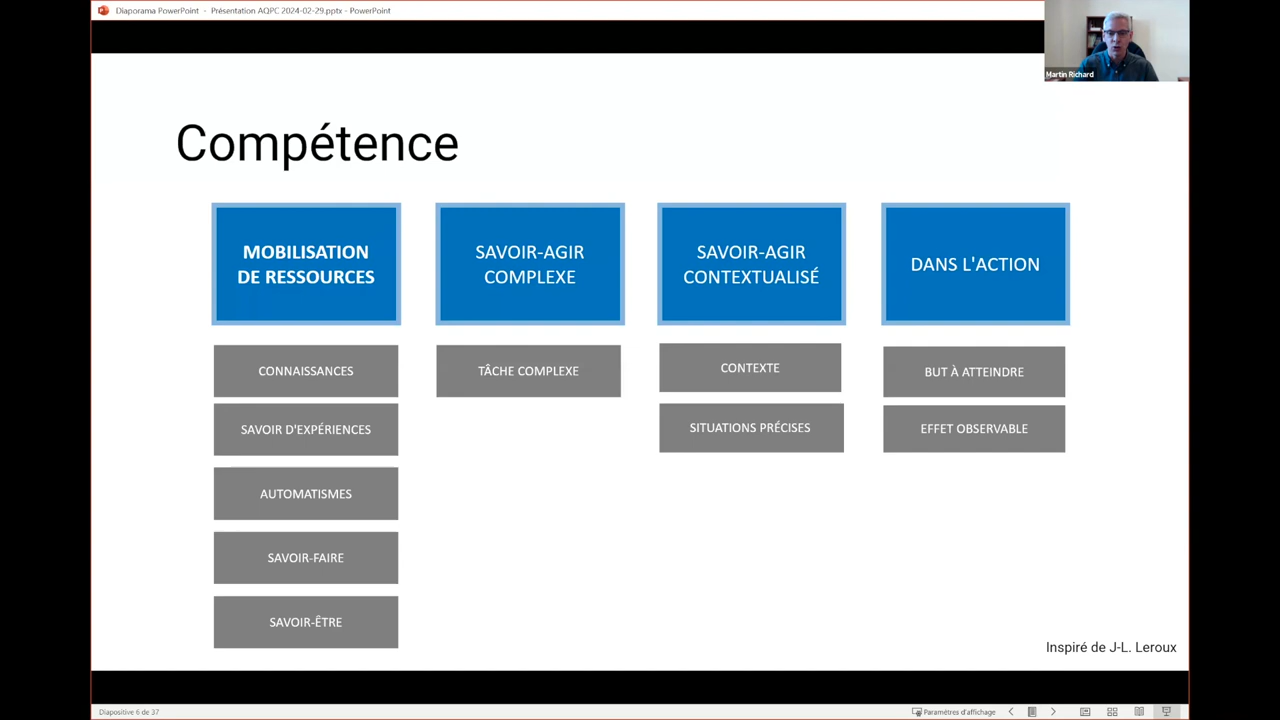 Diaporama PowerPoint - Présentation AQPC 2024-02-29.pptx - PowerPoint
Martin Richard
Compétence
MOBILISATION
DE RESSOURCES
CONNAISSANCES
SAVOIR D'EXPÉRIENCES
AUTOMATISMES
SAVOIR-FAIRE
SAVOIR-ÊTRE
SAVOIR-AGIR
COMPLEXE
TÂCHE COMPLEXE
SAVOIR-AGIR
CONTEXTUALISÉ
CONTEXTE
SITUATIONS PRÉCISES
DANS L'ACTION
BUT À ATTEINDRE
EFFET OBSERVABLE
Inspiré de J-L. Leroux
Diapositive 6 de 37
Paramètres d'affichage